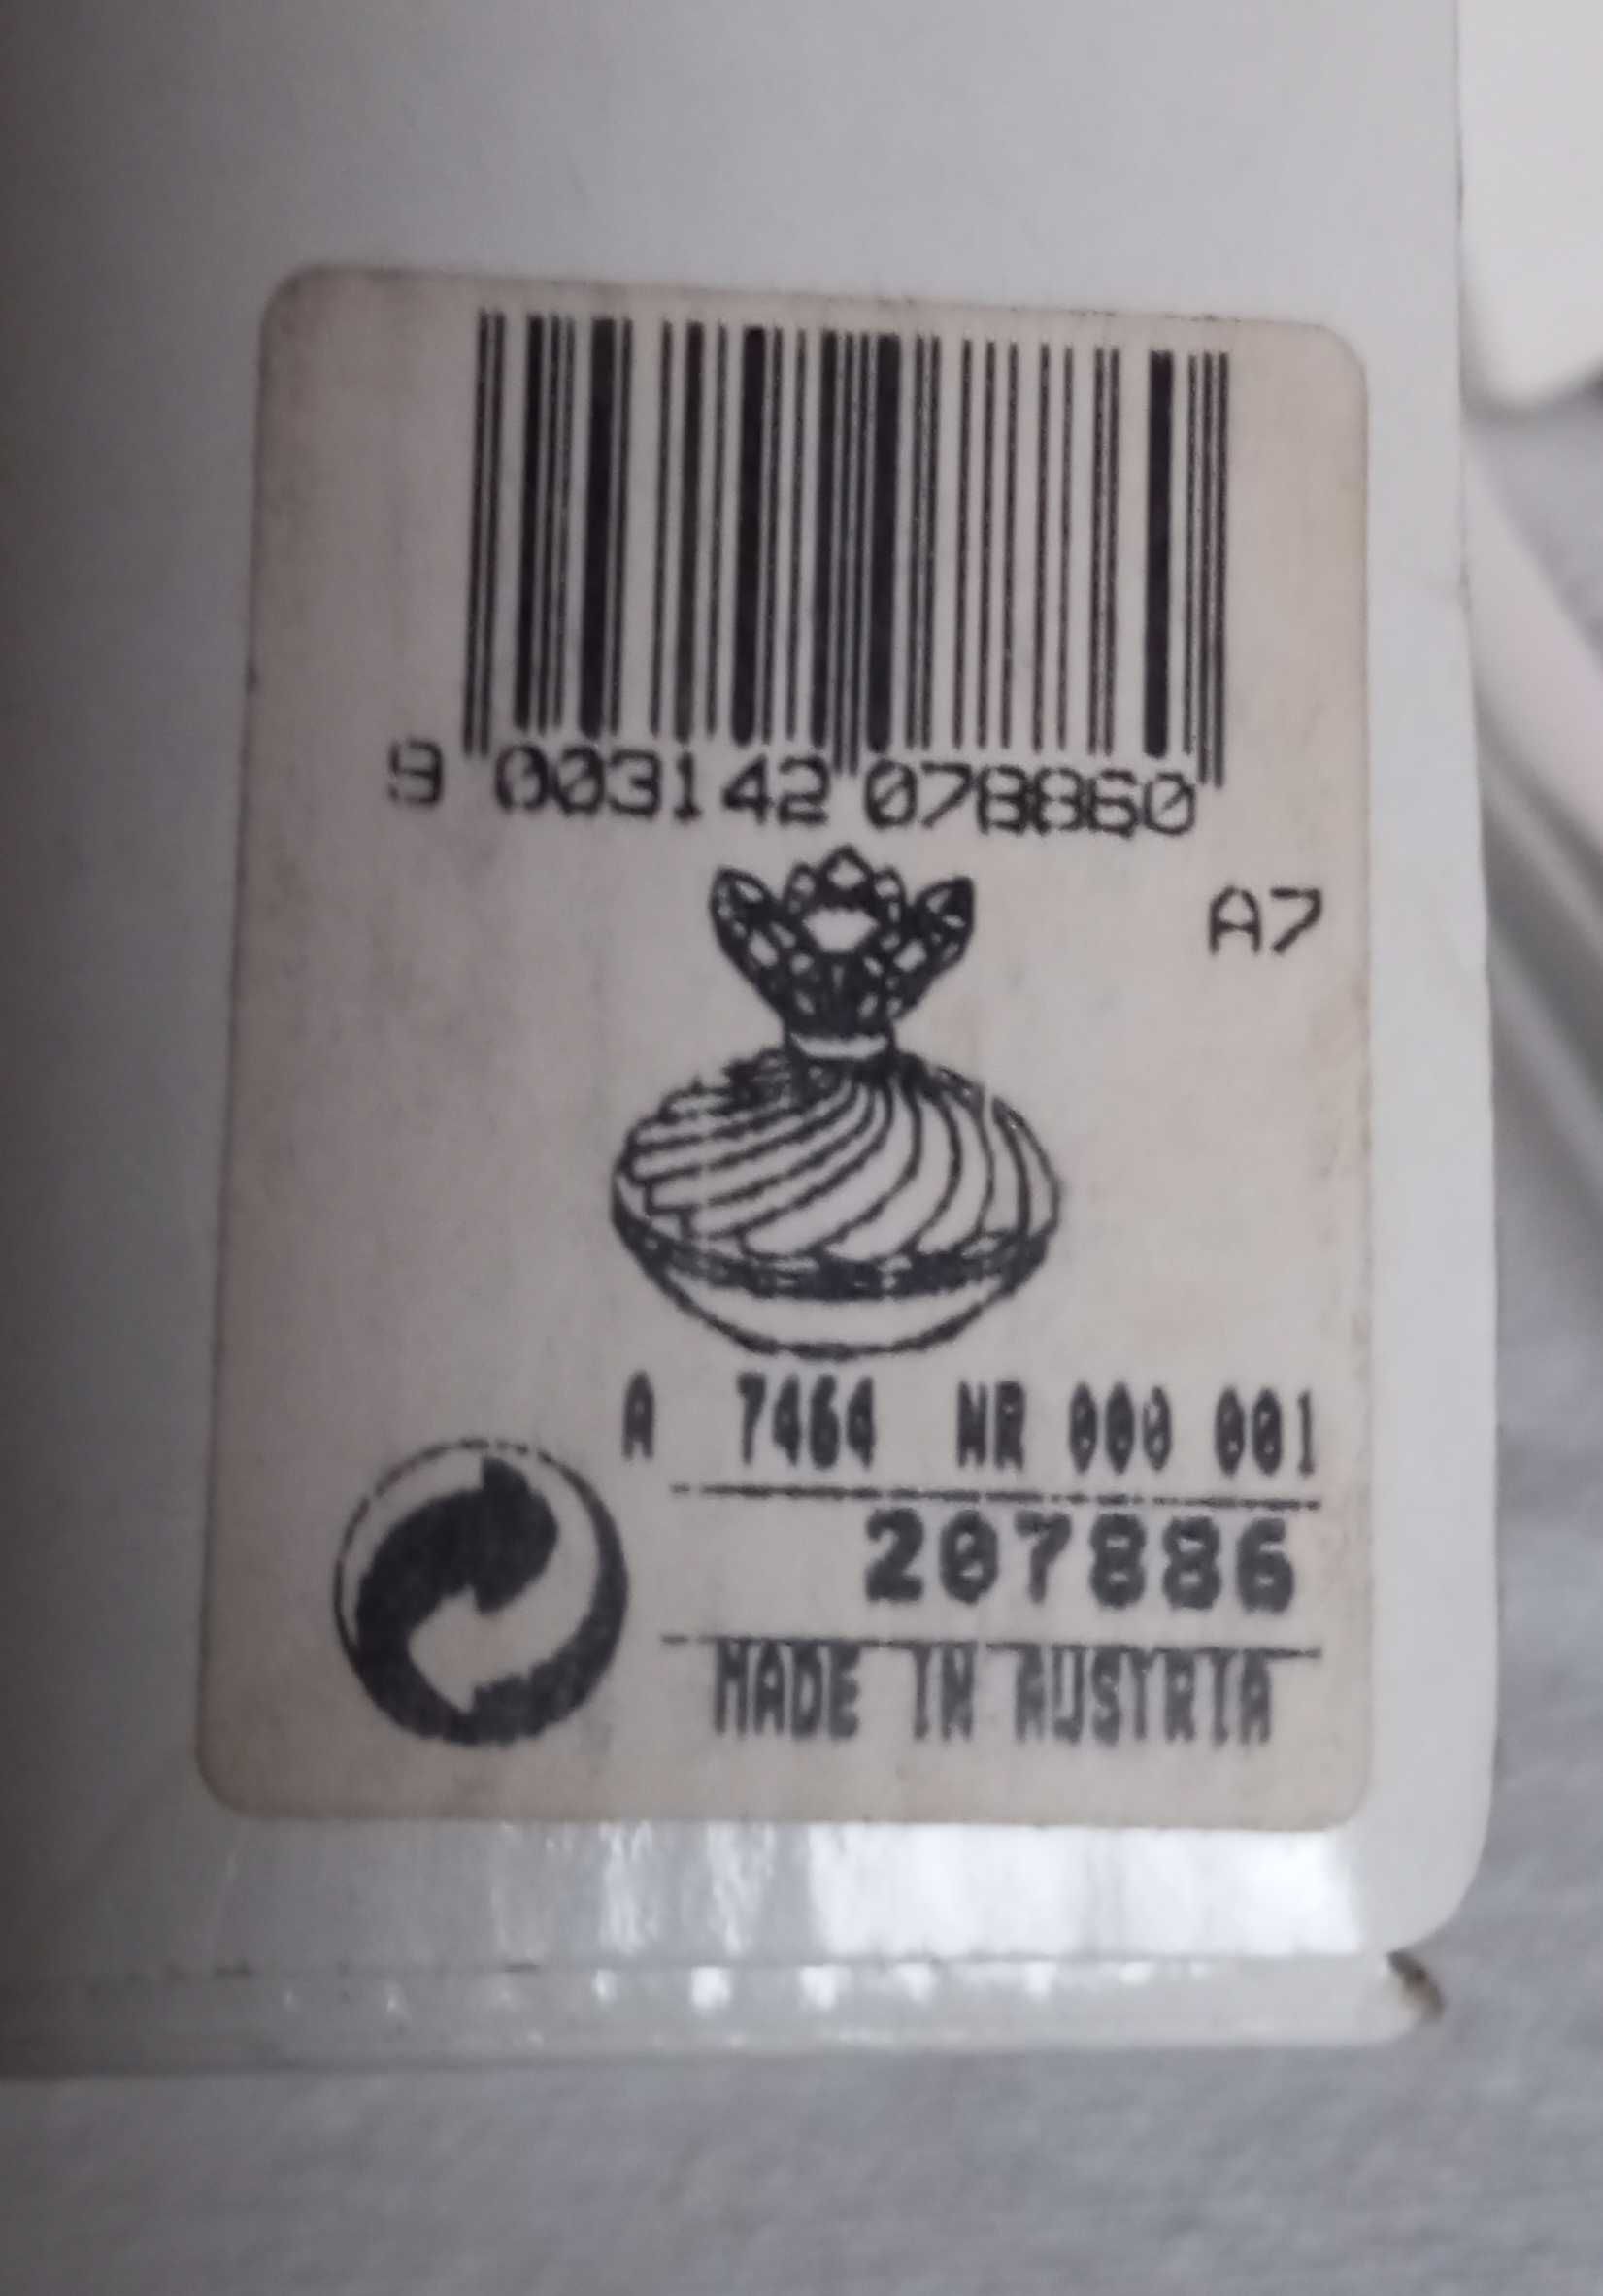 9 003142 078860
A7
A 7464 NR 000 001
207886
MADE IN AUSTRIA